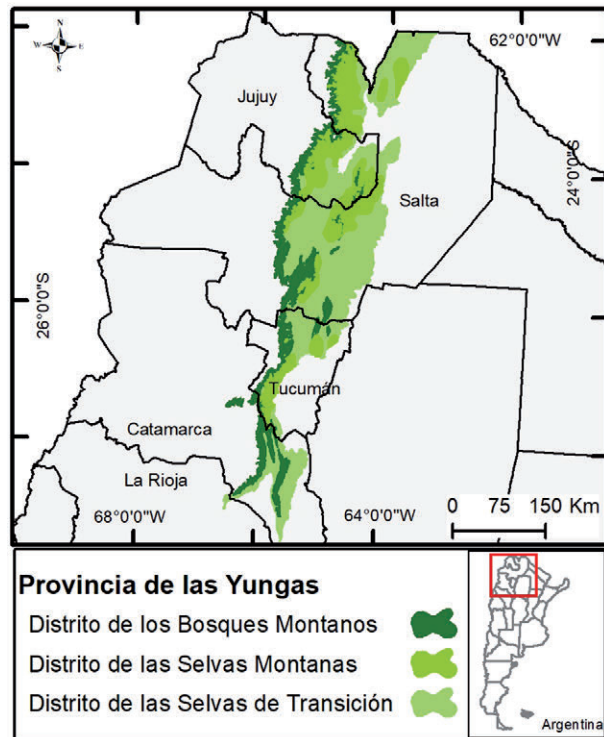 N
W E
S
62°0'0"W
Jujuy
24°0'0"S
Salta
26°0'0"S
Tucumán
Catamarca
La Rioja
0 75 150 Km
68°0'0"W 64°0'0"W
Provincia de las Yungas
Distrito de los Bosques Montanos
Distrito de las Selvas Montanas
Distrito de las Selvas de Transición
Argentina